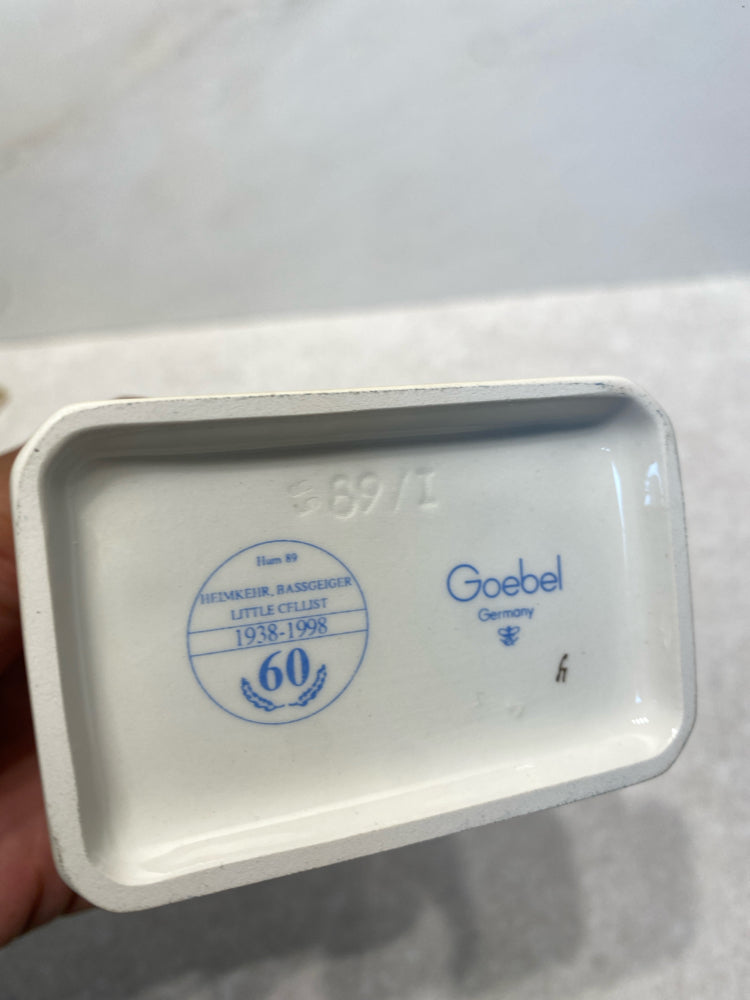 89/I
Hum 89
HEIMKEHR, BASSGEIGER
LITTLE CELLIST
1938-1998
60
Goebel
Germany